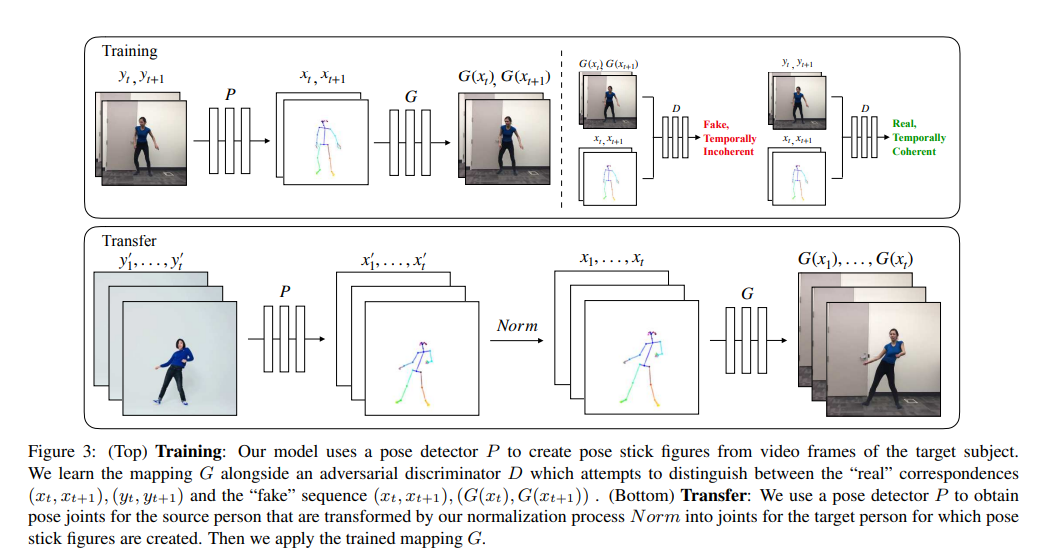 Training
y_t, y_{t+1}
P
x_t, x_{t+1}
G
G(x_t), G(x_{t+1})
G(x_t) G(x_{t+1})
x_t, x_{t+1}
D
Fake,
Temporally
Incoherent
y_t, y_{t+1}
x_t, x_{t+1}
D
Real,
Temporally
Coherent
Transfer
y′_1, . . . , y′_t
P
x′_1, . . . , x′_t
Norm
x_1, . . . , x_t
G
G(x_1), . . . , G(x_t)
Figure 3: (Top) Training: Our model uses a pose detector P to create pose stick figures from video frames of the target subject.
We learn the mapping G alongside an adversarial discriminator D which attempts to distinguish between the “real” correspondences
(x_t, x_{t+1}), (y_t, y_{t+1}) and the “fake” sequence (x_t, x_{t+1}), (G(x_t), G(x_{t+1})) . (Bottom) Transfer: We use a pose detector P to obtain
pose joints for the source person that are transformed by our normalization process Norm into joints for the target person for which pose
stick figures are created. Then we apply the trained mapping G.